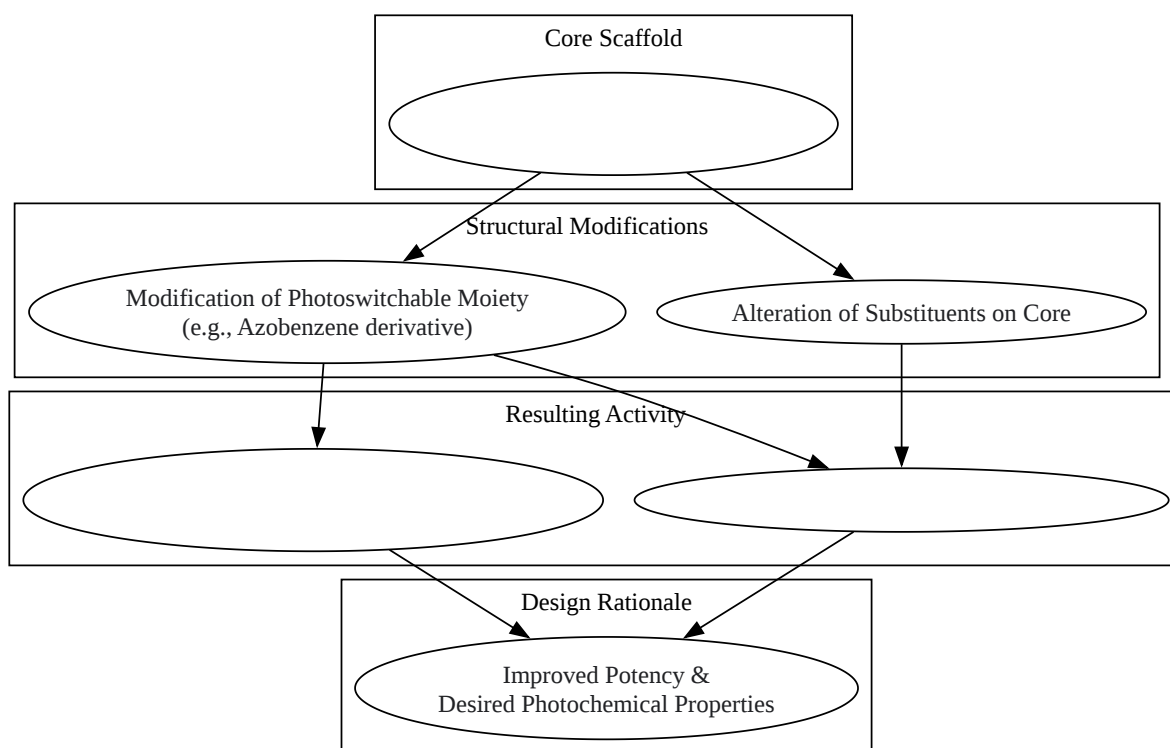 Core Scaffold
Structural Modifications
Modification of Photoswitchable Moiety
(e.g., Azobenzene derivative)
Alteration of Substituents on Core
Resulting Activity
Design Rationale
Improved Potency &
Desired Photochemical Properties